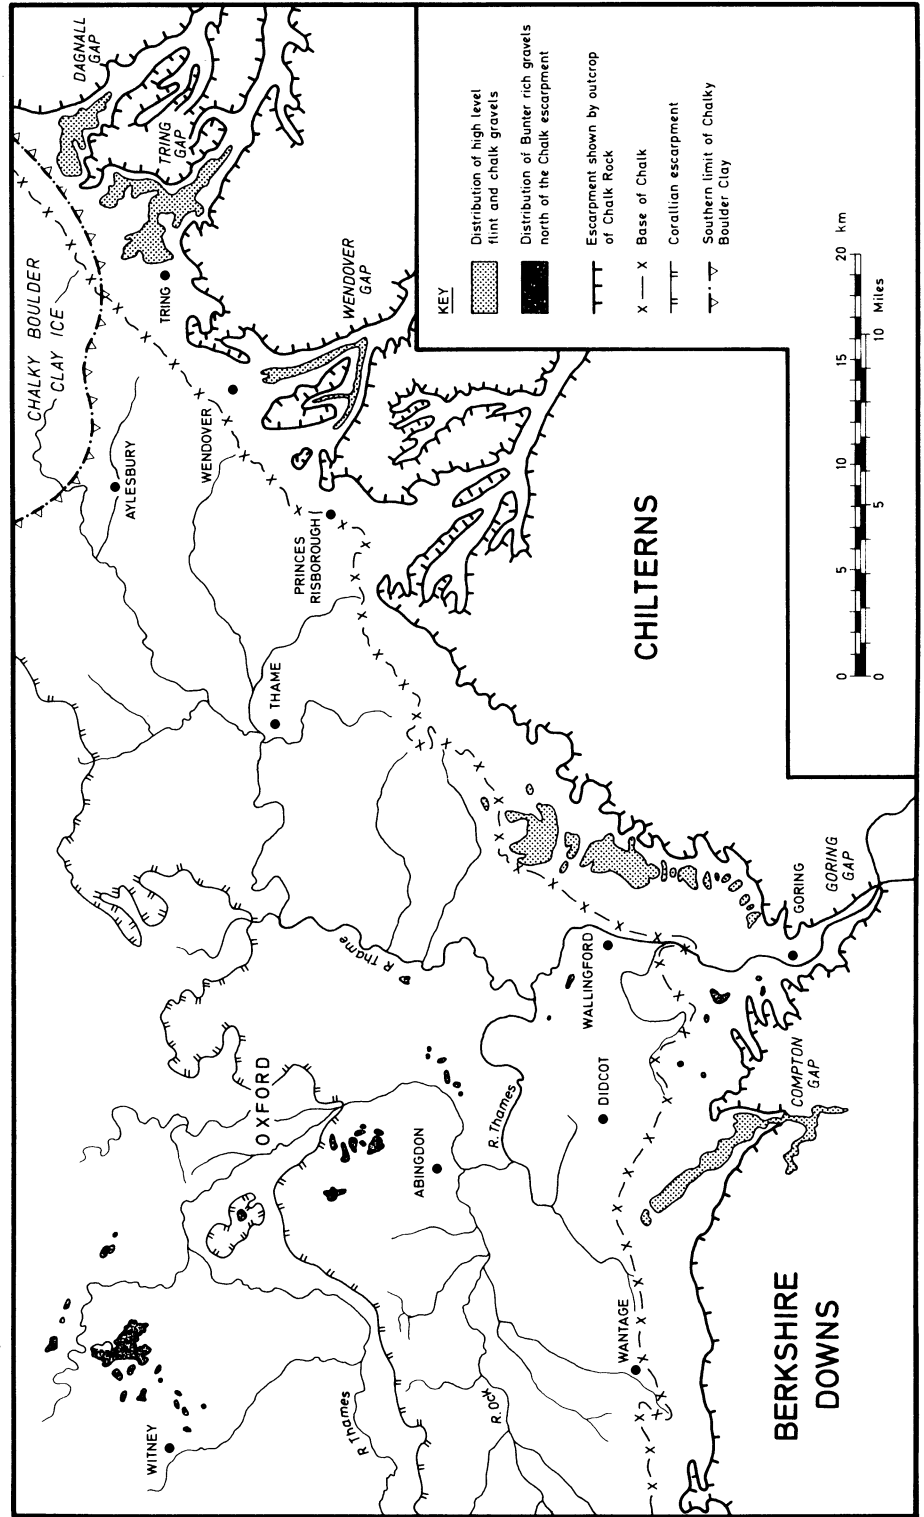 DAGNALL
GAP
TRING
GAP
CHALKY BOULDER
CLAY ICE
TRING
WENDOVER
GAP
WENDOVER
AYLESBURY
PRINCES
RISBOROUGH
THAME
CHILTERNS
R Thame
WALLINGFORD
GORING
GORING
GAP
OXFORD
DIDCOT
COMPTON
GAP
R. Thames
ABINGDON
WITNEY
R Thames
R. Ock
WANTAGE
BERKSHIRE
DOWNS
KEY
Distribution of high level
flint and chalk gravels
Distribution of Bunter rich gravels
north of the Chalk escarpment
Escarpment shown by outcrop
of Chalk Rock
x — x Base of Chalk
Corallian escarpment
Southern limit of Chalky
Boulder Clay
0 5 10 15 20 km
0 5 10 Miles